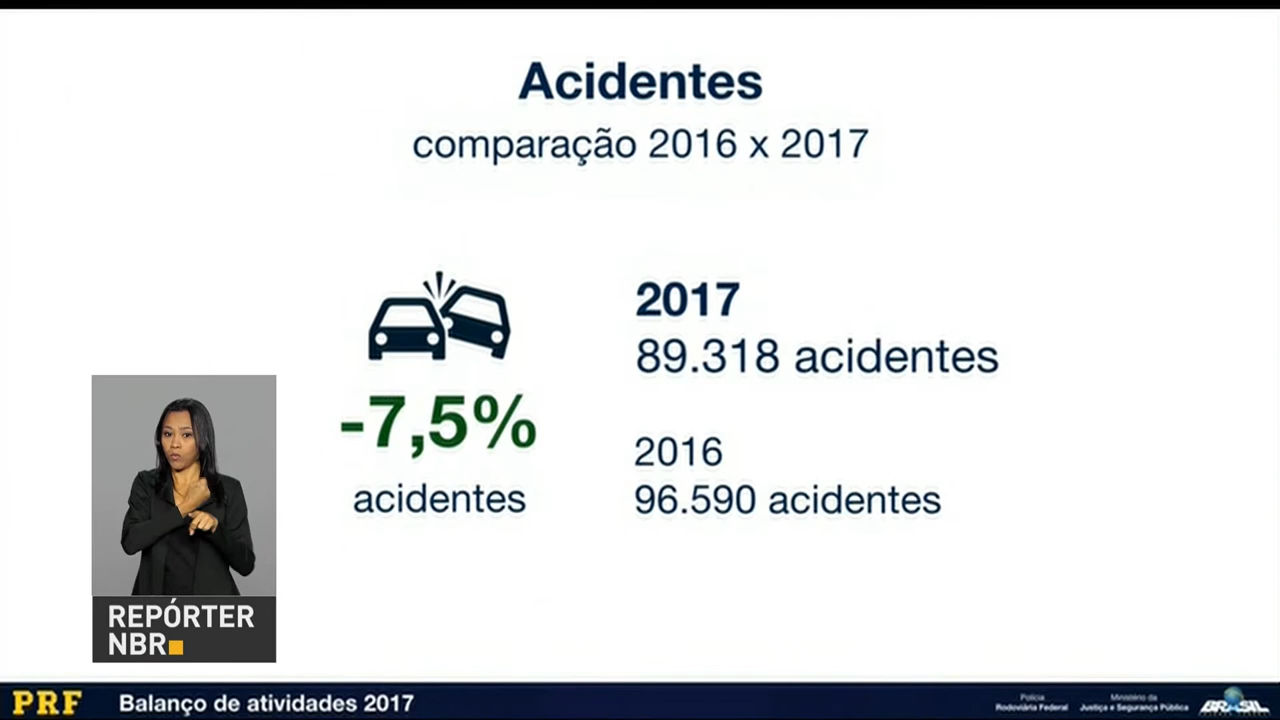 Acidentes
comparação 2016 x 2017
2017
89.318 acidentes
-7,5%
acidentes
2016
96.590 acidentes
REPÓRTER
NBR
PRF
Balanço de atividades 2017
Polícia
Rodoviária Federal
Ministério da
Justiça e Segurança Pública
BRASIL